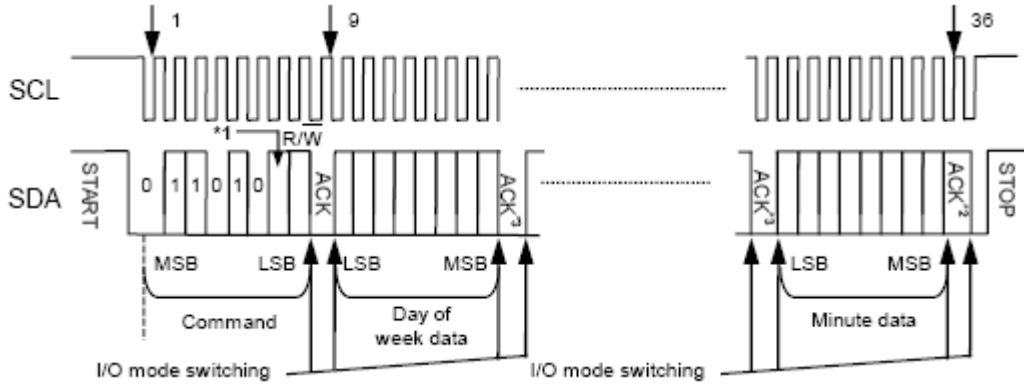 1 9 36
SCL
*1 R/W̅
SDA START 0 1 1 0 1 0 ACK ACK*3 ACK*3 ACK*2 STOP
MSB LSB LSB MSB LSB MSB
Command Day of week data Minute data
I/O mode switching I/O mode switching